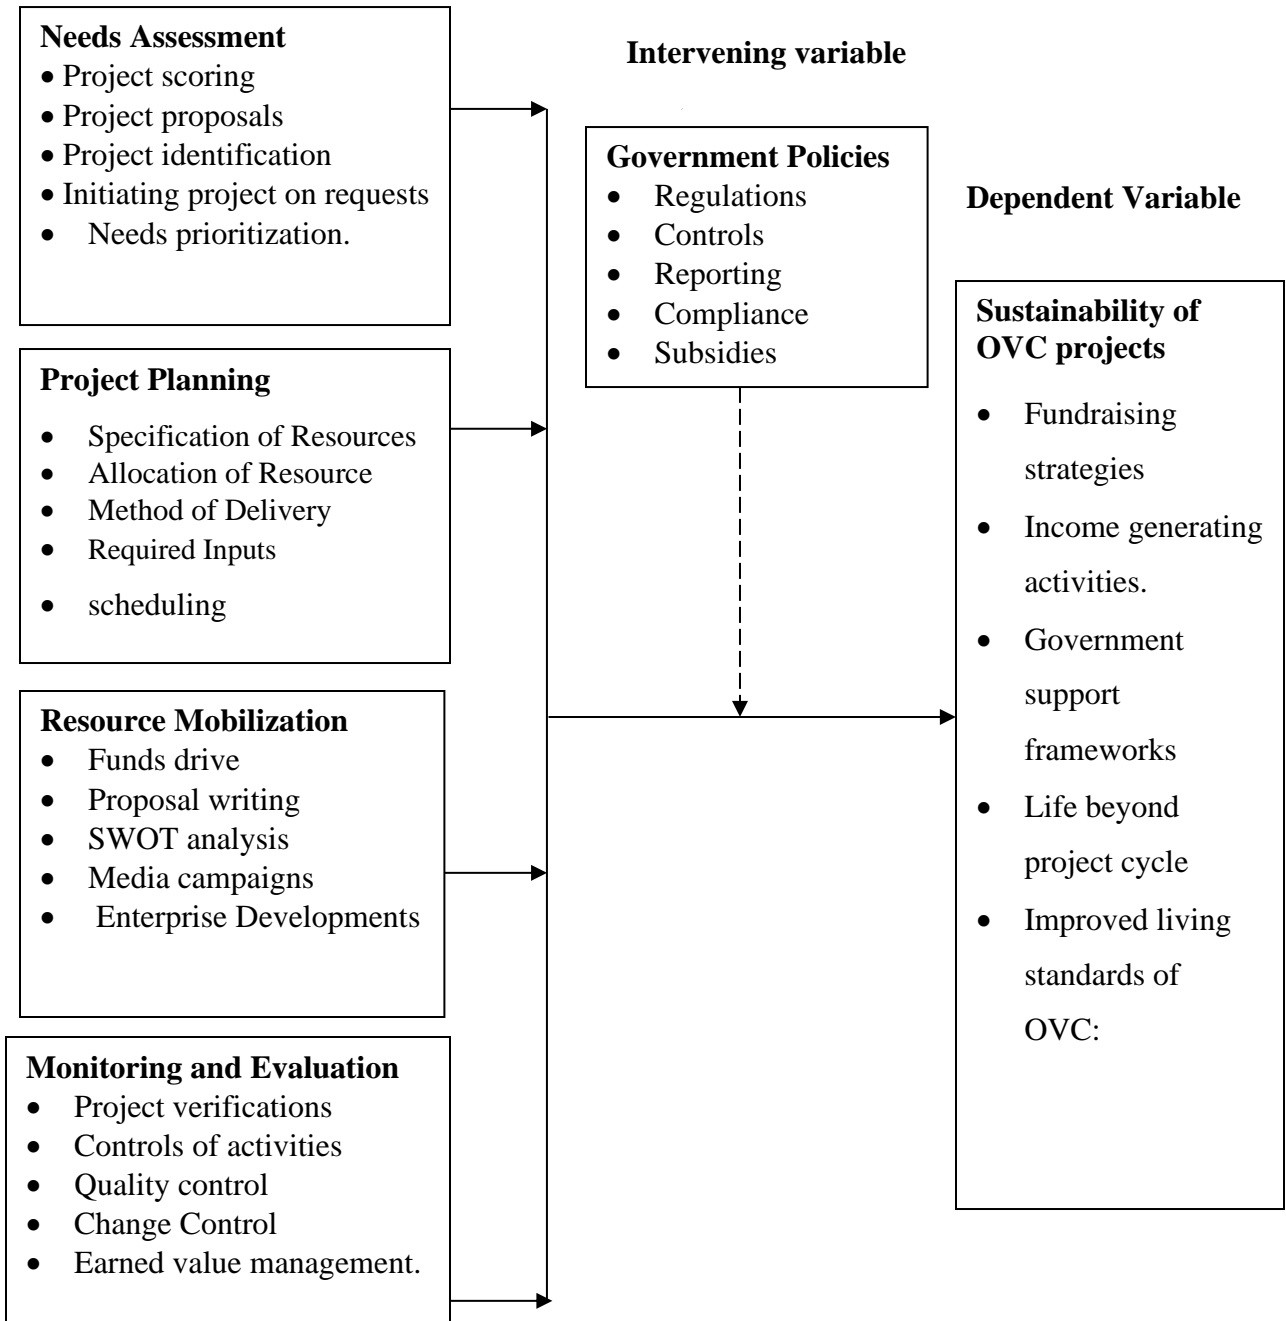 Needs Assessment
• Project scoring
• Project proposals
• Project identification
• Initiating project on requests
• Needs prioritization.
Project Planning
• Specification of Resources
• Allocation of Resource
• Method of Delivery
• Required Inputs
• scheduling
Resource Mobilization
• Funds drive
• Proposal writing
• SWOT analysis
• Media campaigns
• Enterprise Developments
Monitoring and Evaluation
• Project verifications
• Controls of activities
• Quality control
• Change Control
• Earned value management.
Intervening variable
Government Policies
• Regulations
• Controls
• Reporting
• Compliance
• Subsidies
Dependent Variable
Sustainability of
OVC projects
• Fundraising
strategies
• Income generating
activities.
• Government
support
frameworks
• Life beyond
project cycle
• Improved living
standards of
OVC: